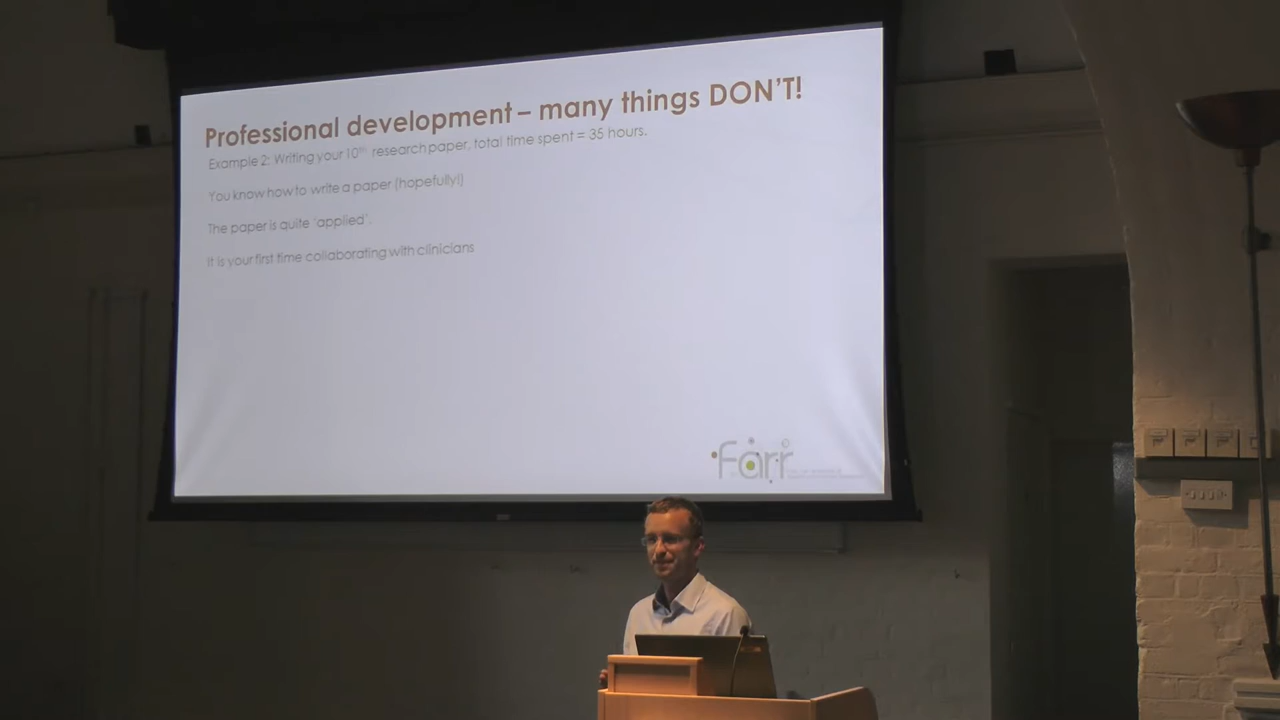 Professional development – many things DON'T!
Example 2: Writing your 10th research paper, total time spent = 35 hours.
You know how to write a paper (hopefully!)
The paper is quite 'applied'.
It is your first time collaborating with clinicians
Farr